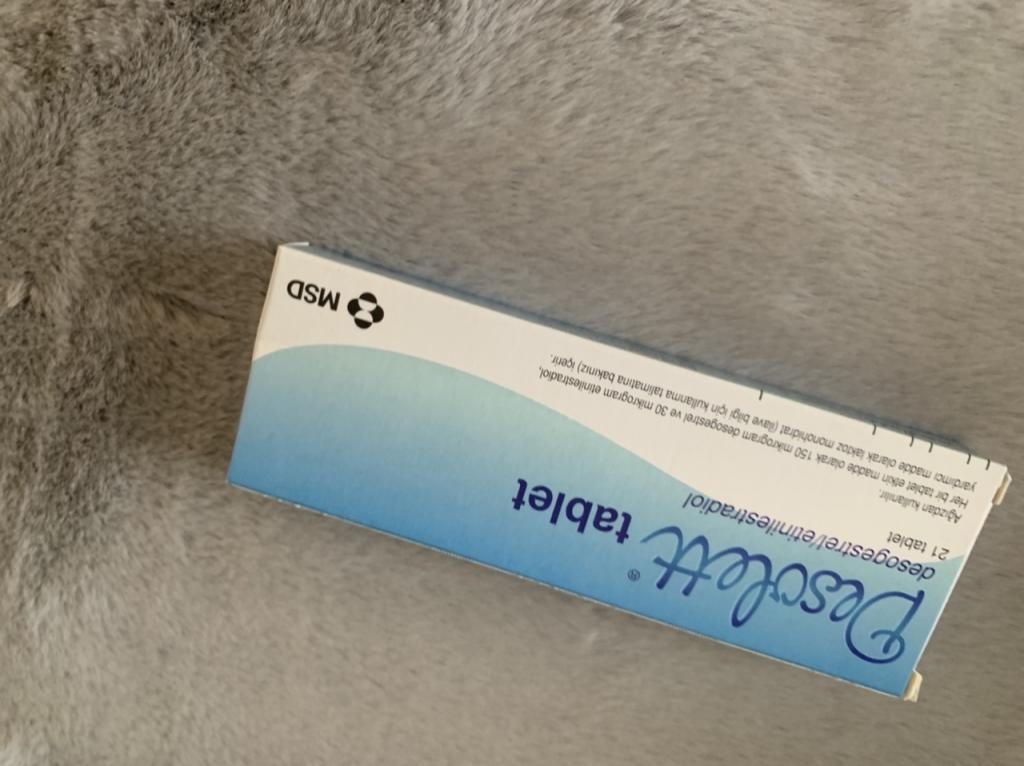 Desolett® tablet
desogestrel/etinilestradiol
21 tablet
Ağızdan kullanılır.
Her bir tablet etkin madde olarak 150 mikrogram desogestrel ve 30 mikrogram etinilestradiol,
yardımcı madde olarak laktoz monohidrat (ilave bilgi için kullanma talimatına bakınız) içerir.
MSD